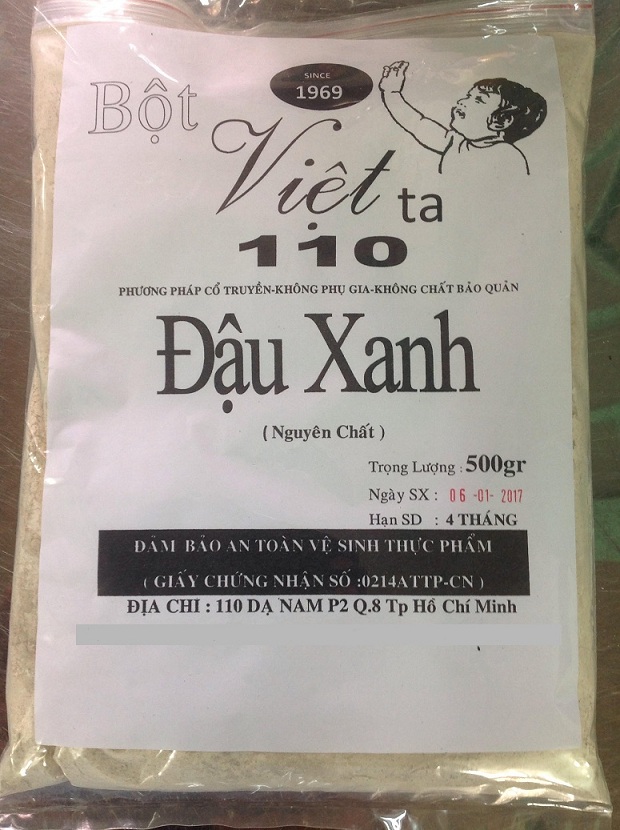 Bột
SINCE
1969
Việt ta
110
PHƯƠNG PHÁP CỔ TRUYỀN-KHÔNG PHỤ GIA-KHÔNG CHẤT BẢO QUẢN
Đậu Xanh
( Nguyên Chất )
Trọng Lượng : 500gr
Ngày SX : 06 -01- 2017
Hạn SD : 4 THÁNG
ĐẢM BẢO AN TOÀN VỆ SINH THỰC PHẨM
( GIẤY CHỨNG NHẬN SỐ :0214ATTP-CN )
ĐỊA CHỈ : 110 DẠ NAM P2 Q.8 Tp Hồ Chí Minh